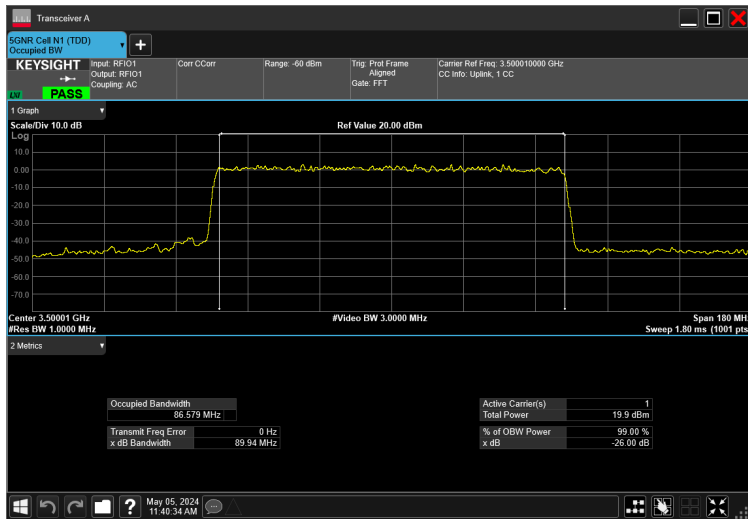 Transceiver A
5GNR Cell N1 (TDD)
Occupied BW
KEYSIGHT
LXI
PASS
Input: RFIO1
Output: RFIO1
Coupling: AC
Corr CCorr
Range: -60 dBm
Trig: Prot Frame
Aligned
Gate: FFT
Carrier Ref Freq: 3.500010000 GHz
CC Info: Uplink, 1 CC
1 Graph
Scale/Div 10.0 dB
Ref Value 20.00 dBm
Log
10.0
0.00
-10.0
-20.0
-30.0
-40.0
-50.0
-60.0
-70.0
Center 3.50001 GHz
#Video BW 3.0000 MHz
Span 180 MH
#Res BW 1.0000 MHz
Sweep 1.80 ms (1001 pts
2 Metrics
Occupied Bandwidth
86.579 MHz
Transmit Freq Error 0 Hz
x dB Bandwidth 89.94 MHz
Active Carrier(s) 1
Total Power 19.9 dBm
% of OBW Power 99.00 %
x dB -26.00 dB
May 05, 2024
11:40:34 AM